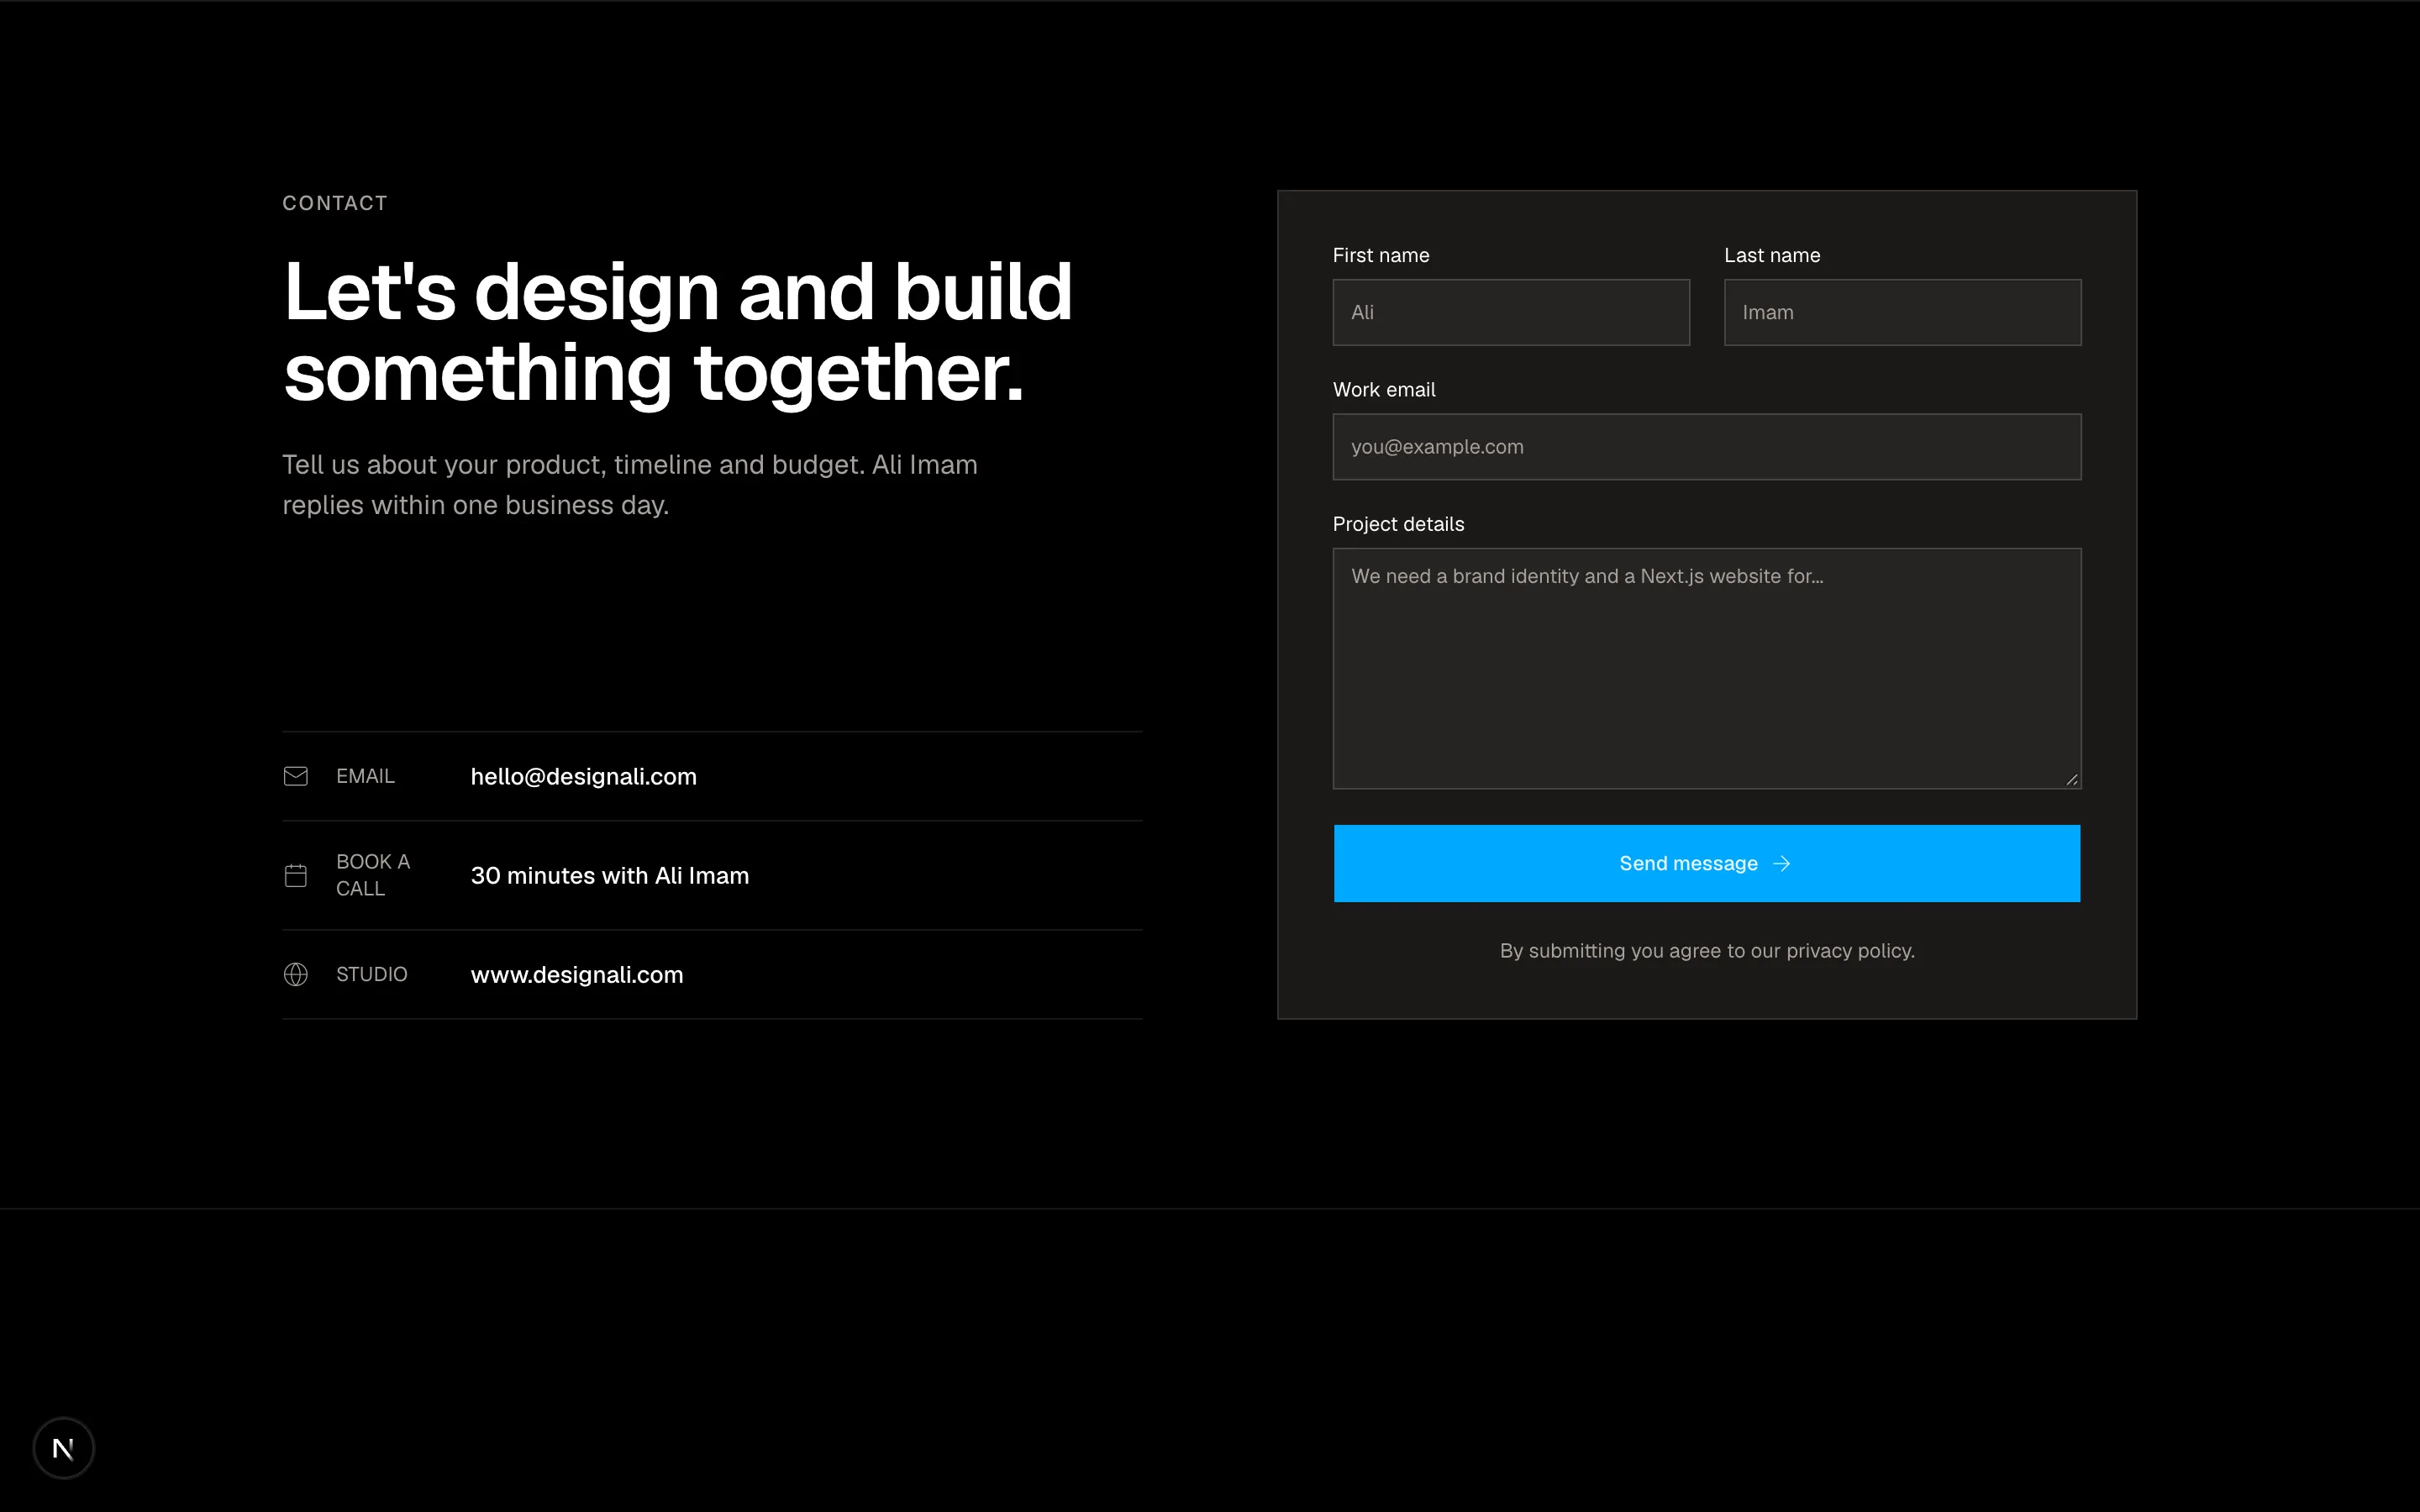 CONTACT
Let's design and build
something together.
Tell us about your product, timeline and budget. Ali Imam
replies within one business day.
EMAIL
hello@designali.com
BOOK A
CALL
30 minutes with Ali Imam
STUDIO
www.designali.com
First name
Last name
Ali
Imam
Work email
you@example.com
Project details
We need a brand identity and a Next.js website for...
Send message
By submitting you agree to our privacy policy.
N